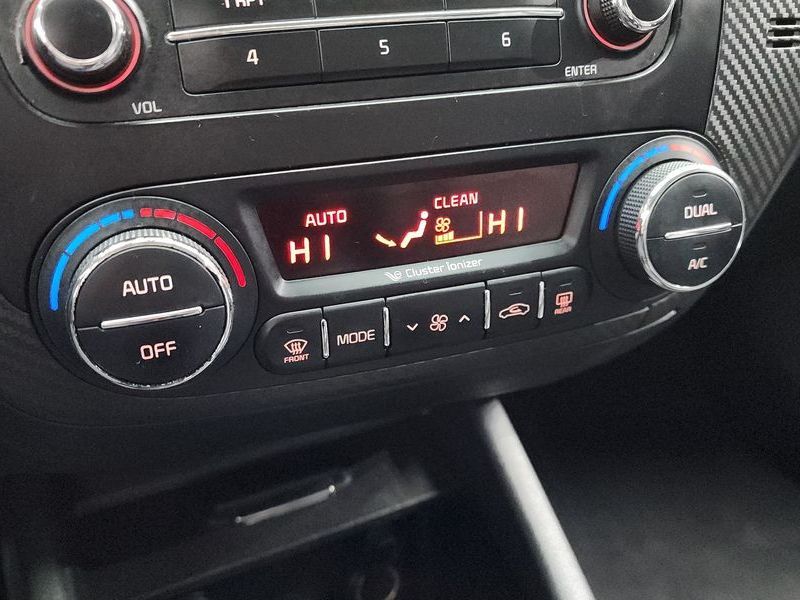 4 5 6
VOL
ENTER
AUTO CLEAN
HI HI
Cluster Ionizer
AUTO
OFF
DUAL
A/C
FRONT
MODE
REAR